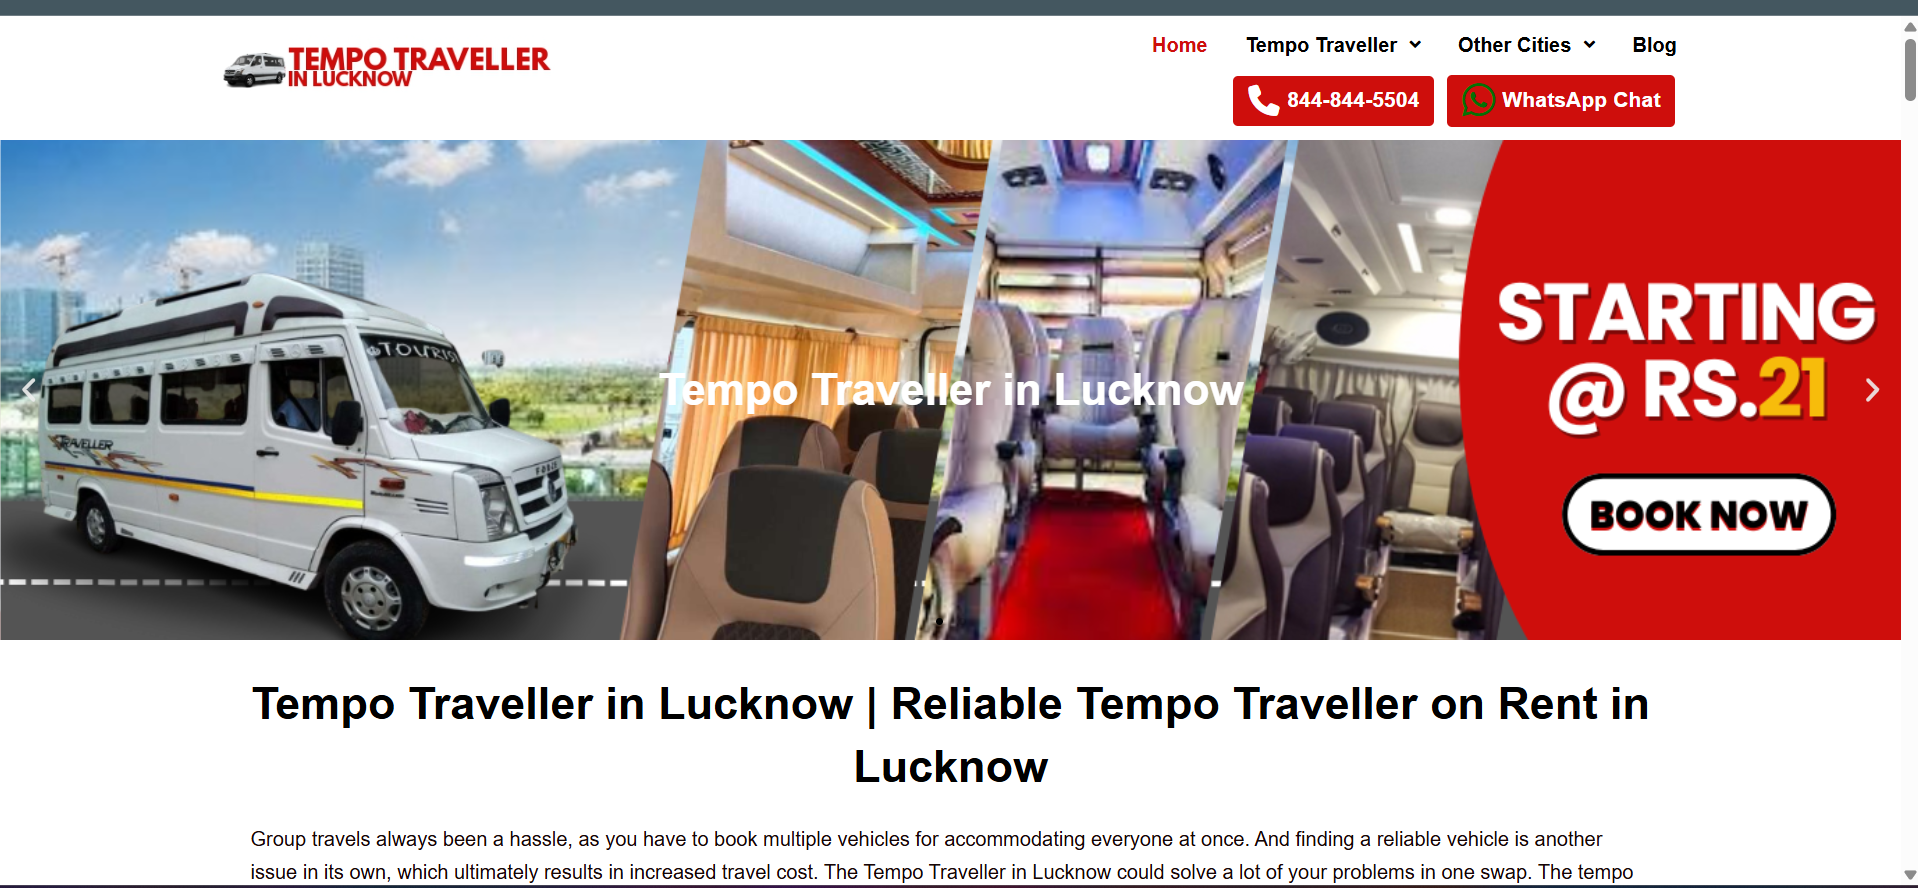 TEMPO TRAVELLER
IN LUCKNOW
Home
Tempo Traveller
Other Cities
Blog
844-844-5504
WhatsApp Chat
TOURIST
TRAVELLER
FORCE
Tempo Traveller in Lucknow
STARTING
@ RS.21
BOOK NOW
Tempo Traveller in Lucknow | Reliable Tempo Traveller on Rent in
Lucknow
Group travels always been a hassle, as you have to book multiple vehicles for accommodating everyone at once. And finding a reliable vehicle is another
issue in its own, which ultimately results in increased travel cost. The Tempo Traveller in Lucknow could solve a lot of your problems in one swap. The tempo